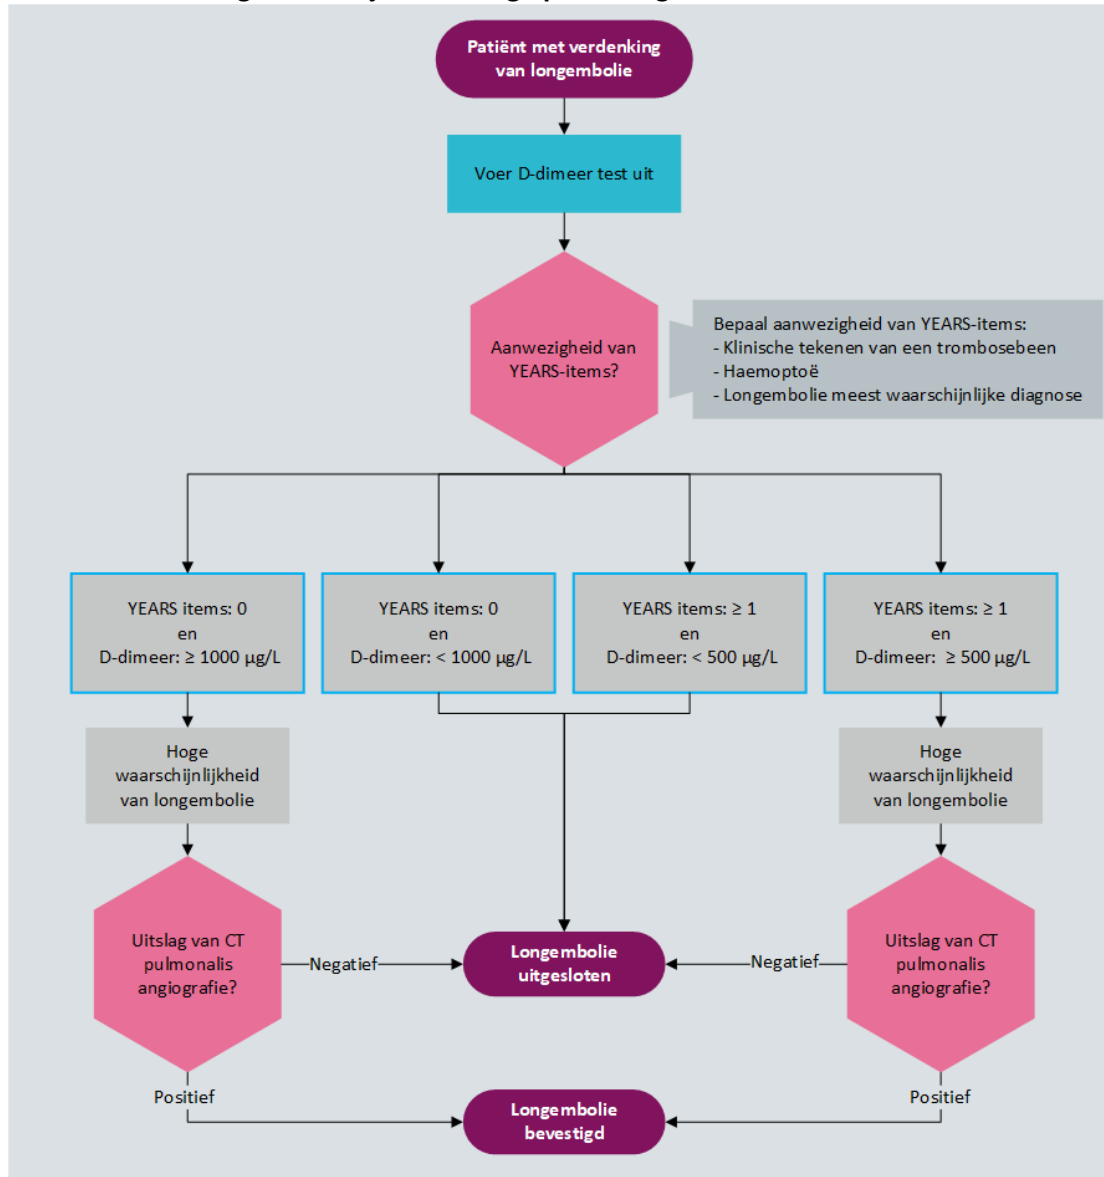 Patiënt met verdenking
van longembolie
Voer D-dimeer test uit
Aanwezigheid van
YEARS-items?
Bepaal aanwezigheid van YEARS-items:
- Klinische tekenen van een trombosebeen
- Haemoptoë
- Longembolie meest waarschijnlijke diagnose
YEARS items: 0
en
D-dimeer: ≥ 1000 µg/L
YEARS items: 0
en
D-dimeer: < 1000 µg/L
YEARS items: ≥ 1
en
D-dimeer: < 500 µg/L
YEARS items: ≥ 1
en
D-dimeer: ≥ 500 µg/L
Hoge
waarschijnlijkheid
van longembolie
Hoge
waarschijnlijkheid
van longembolie
Uitslag van CT
pulmonalis
angiografie?
Negatief
Longembolie
uitgesloten
Negatief
Uitslag van CT
pulmonalis
angiografie?
Positief
Longembolie
bevestigd
Positief